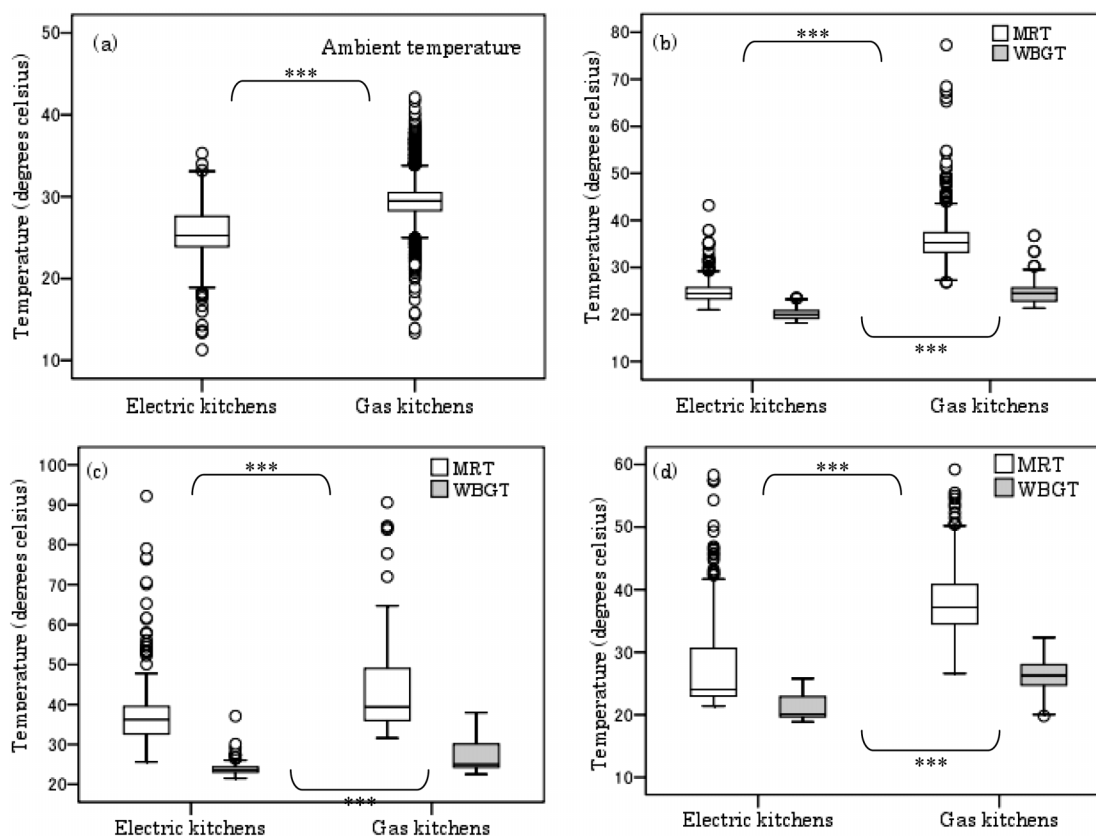 (a)
Ambient temperature
***
Temperature (degrees celsius)
50
40
30
20
10
Electric kitchens
Gas kitchens
(b)
MRT
WBGT
***
Temperature (degrees celsius)
80
70
60
50
40
30
20
10
***
Electric kitchens
Gas kitchens
(c)
MRT
WBGT
***
Temperature (degrees celsius)
100
90
80
70
60
50
40
30
20
***
Electric kitchens
Gas kitchens
(d)
MRT
WBGT
***
Temperature (degrees celsius)
60
50
40
30
20
10
***
Electric kitchens
Gas kitchens